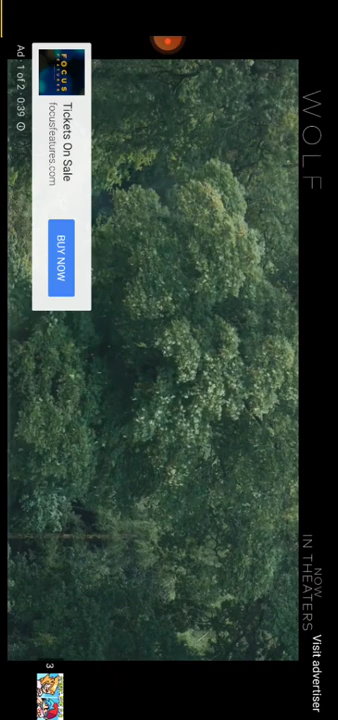 WOLF
NOW
IN THEATERS
Visit advertiser
FOCUS
FEATURES
Tickets On Sale
focusfeatures.com
BUY NOW
Ad · 1 of 2 · 0:39
3